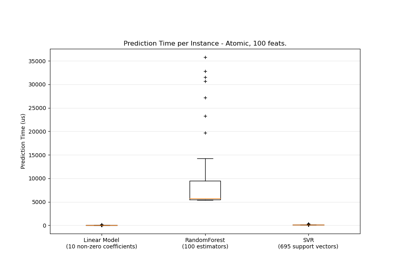 Prediction Time per Instance - Atomic, 100 feats.
35000
30000
25000
20000
15000
10000
5000
0
Prediction Time (us)
Linear Model
(10 non-zero coefficients)
RandomForest
(100 estimators)
SVR
(695 support vectors)